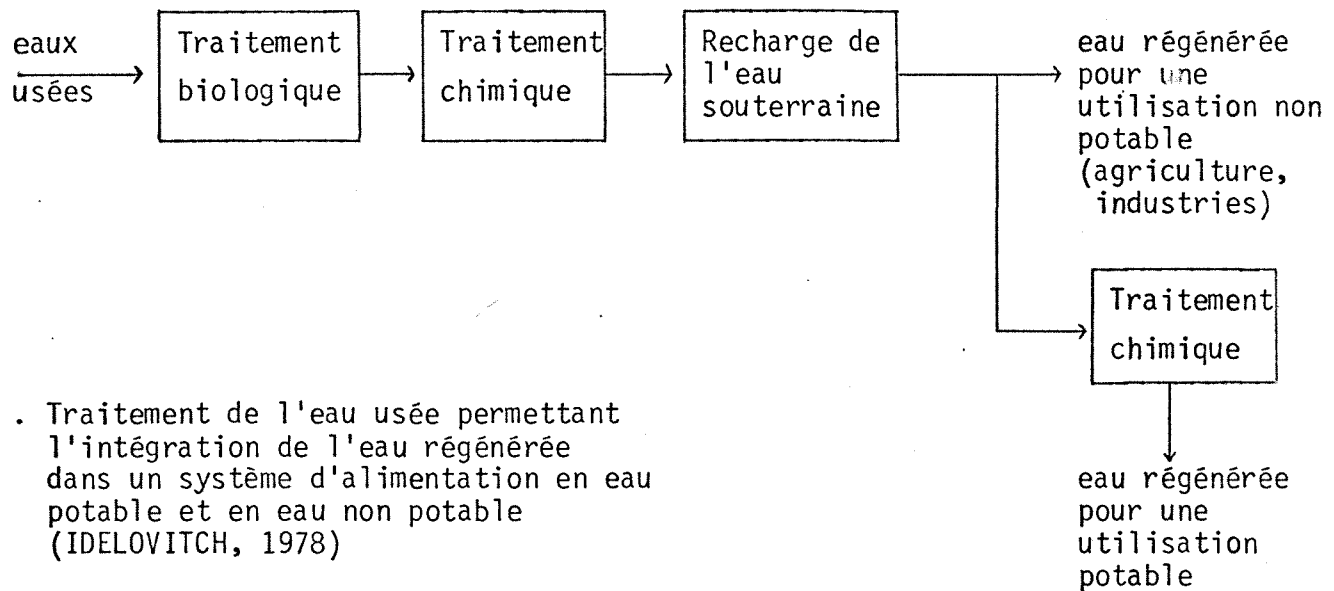 eaux
usées
Traitement
biologique
Traitement
chimique
Recharge de
l'eau
souterraine
eau régénérée
pour une
utilisation non
potable
(agriculture,
industries)
Traitement
chimique
eau régénérée
pour une
utilisation
potable
. Traitement de l'eau usée permettant
l'intégration de l'eau régénérée
dans un système d'alimentation en eau
potable et en eau non potable
(IDELOVITCH, 1978)